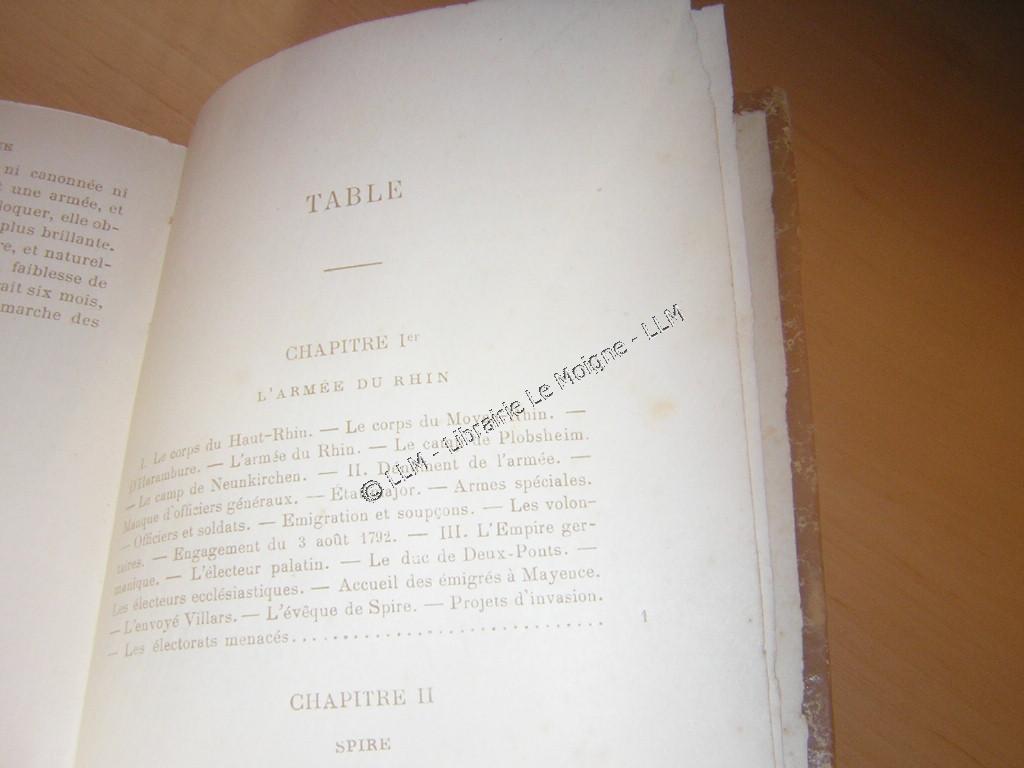 ni canonnée ni
une armée, et
loquer, elle ob-
plus brillante.
re, et naturel-
faiblesse de
rait six mois,
marche des
TABLE
CHAPITRE Ier
L'ARMÉE DU RHIN
I. Le corps du Haut-Rhin. — Le corps du Moyen-Rhin. —
D'Harambure. — L'armée du Rhin. — Le camp de Plobsheim.
— Le camp de Neunkirchen. — II. Dénûment de l'armée. —
Manque d'officiers généraux. — État-major. — Armes spéciales.
— Officiers et soldats. — Emigration et soupçons. — Les volon-
taires. — Engagement du 3 août 1792. — III. L'Empire ger-
manique. — L'électeur palatin. — Le duc de Deux-Ponts. —
Les électeurs ecclésiastiques. — Accueil des émigrés à Mayence.
— L'envoyé Villars. — L'évêque de Spire. — Projets d'invasion.
— Les électorats menacés.............................. 1
CHAPITRE II
SPIRE
© LLM - Librairie Le Moigne - LLM